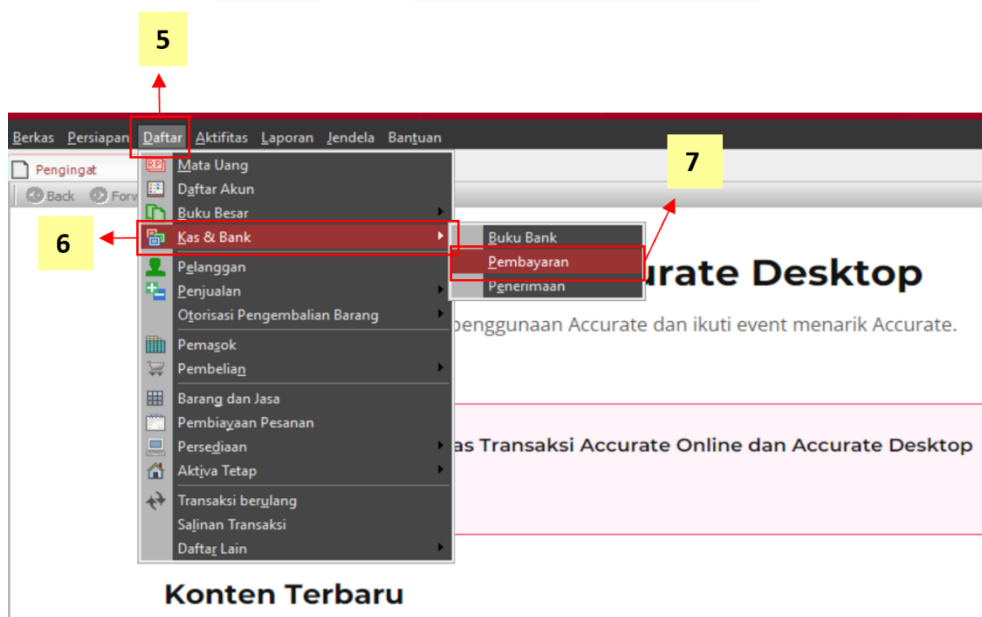 5
Berkas Persiapan Daftar Aktifitas Laporan Jendela Bantuan
7
Pengingat
Back Forw
6
RP
Mata Uang
Daftar Akun
Buku Besar
Kas & Bank
Pelanggan
Penjualan
Otorisasi Pengembalian Barang
Pemasok
Pembelian
Barang dan Jasa
Pembiayaan Pesanan
Persediaan
Aktiva Tetap
Transaksi berulang
Salinan Transaksi
Daftar Lain
Buku Bank
Pembayaran
Penerimaan
urate Desktop
penggunaan Accurate dan ikuti event menarik Accurate.
as Transaksi Accurate Online dan Accurate Desktop
Konten Terbaru